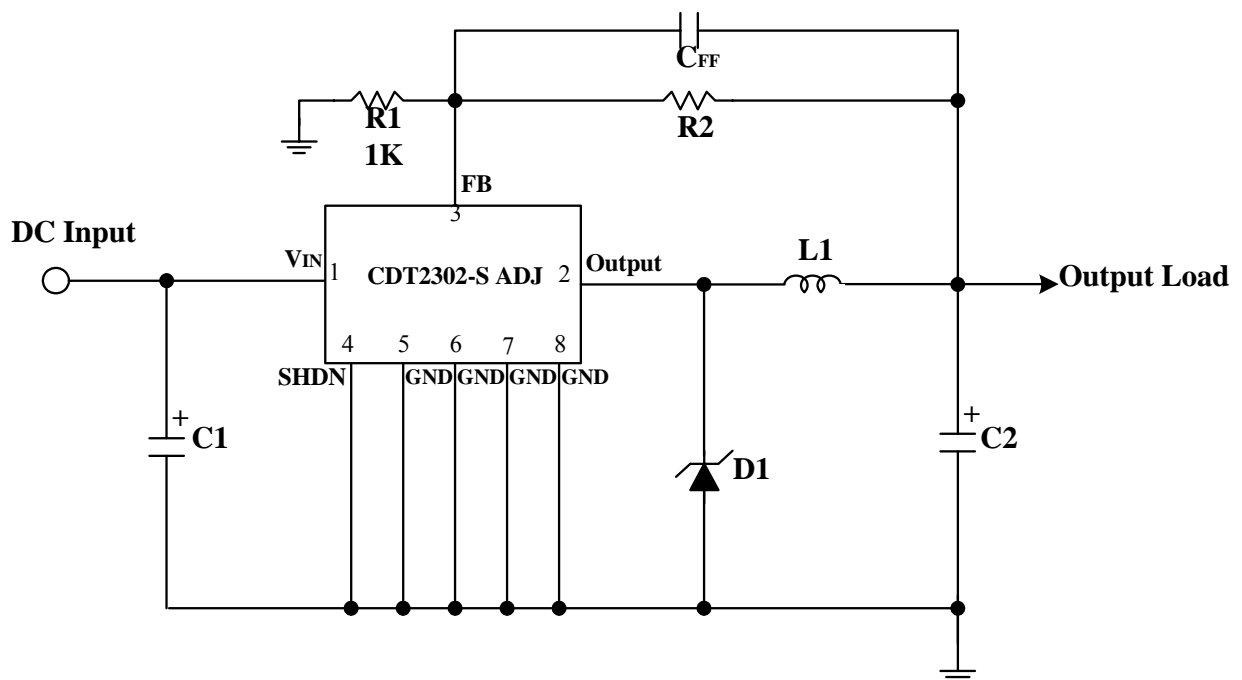 CFF
R1
1K
R2
FB
3
DC Input
VIN
1
CDT2302-S ADJ
2
Output
L1
Output Load
4
5
6
7
8
SHDN
GND
GND
GND
GND
+
C1
D1
+
C2